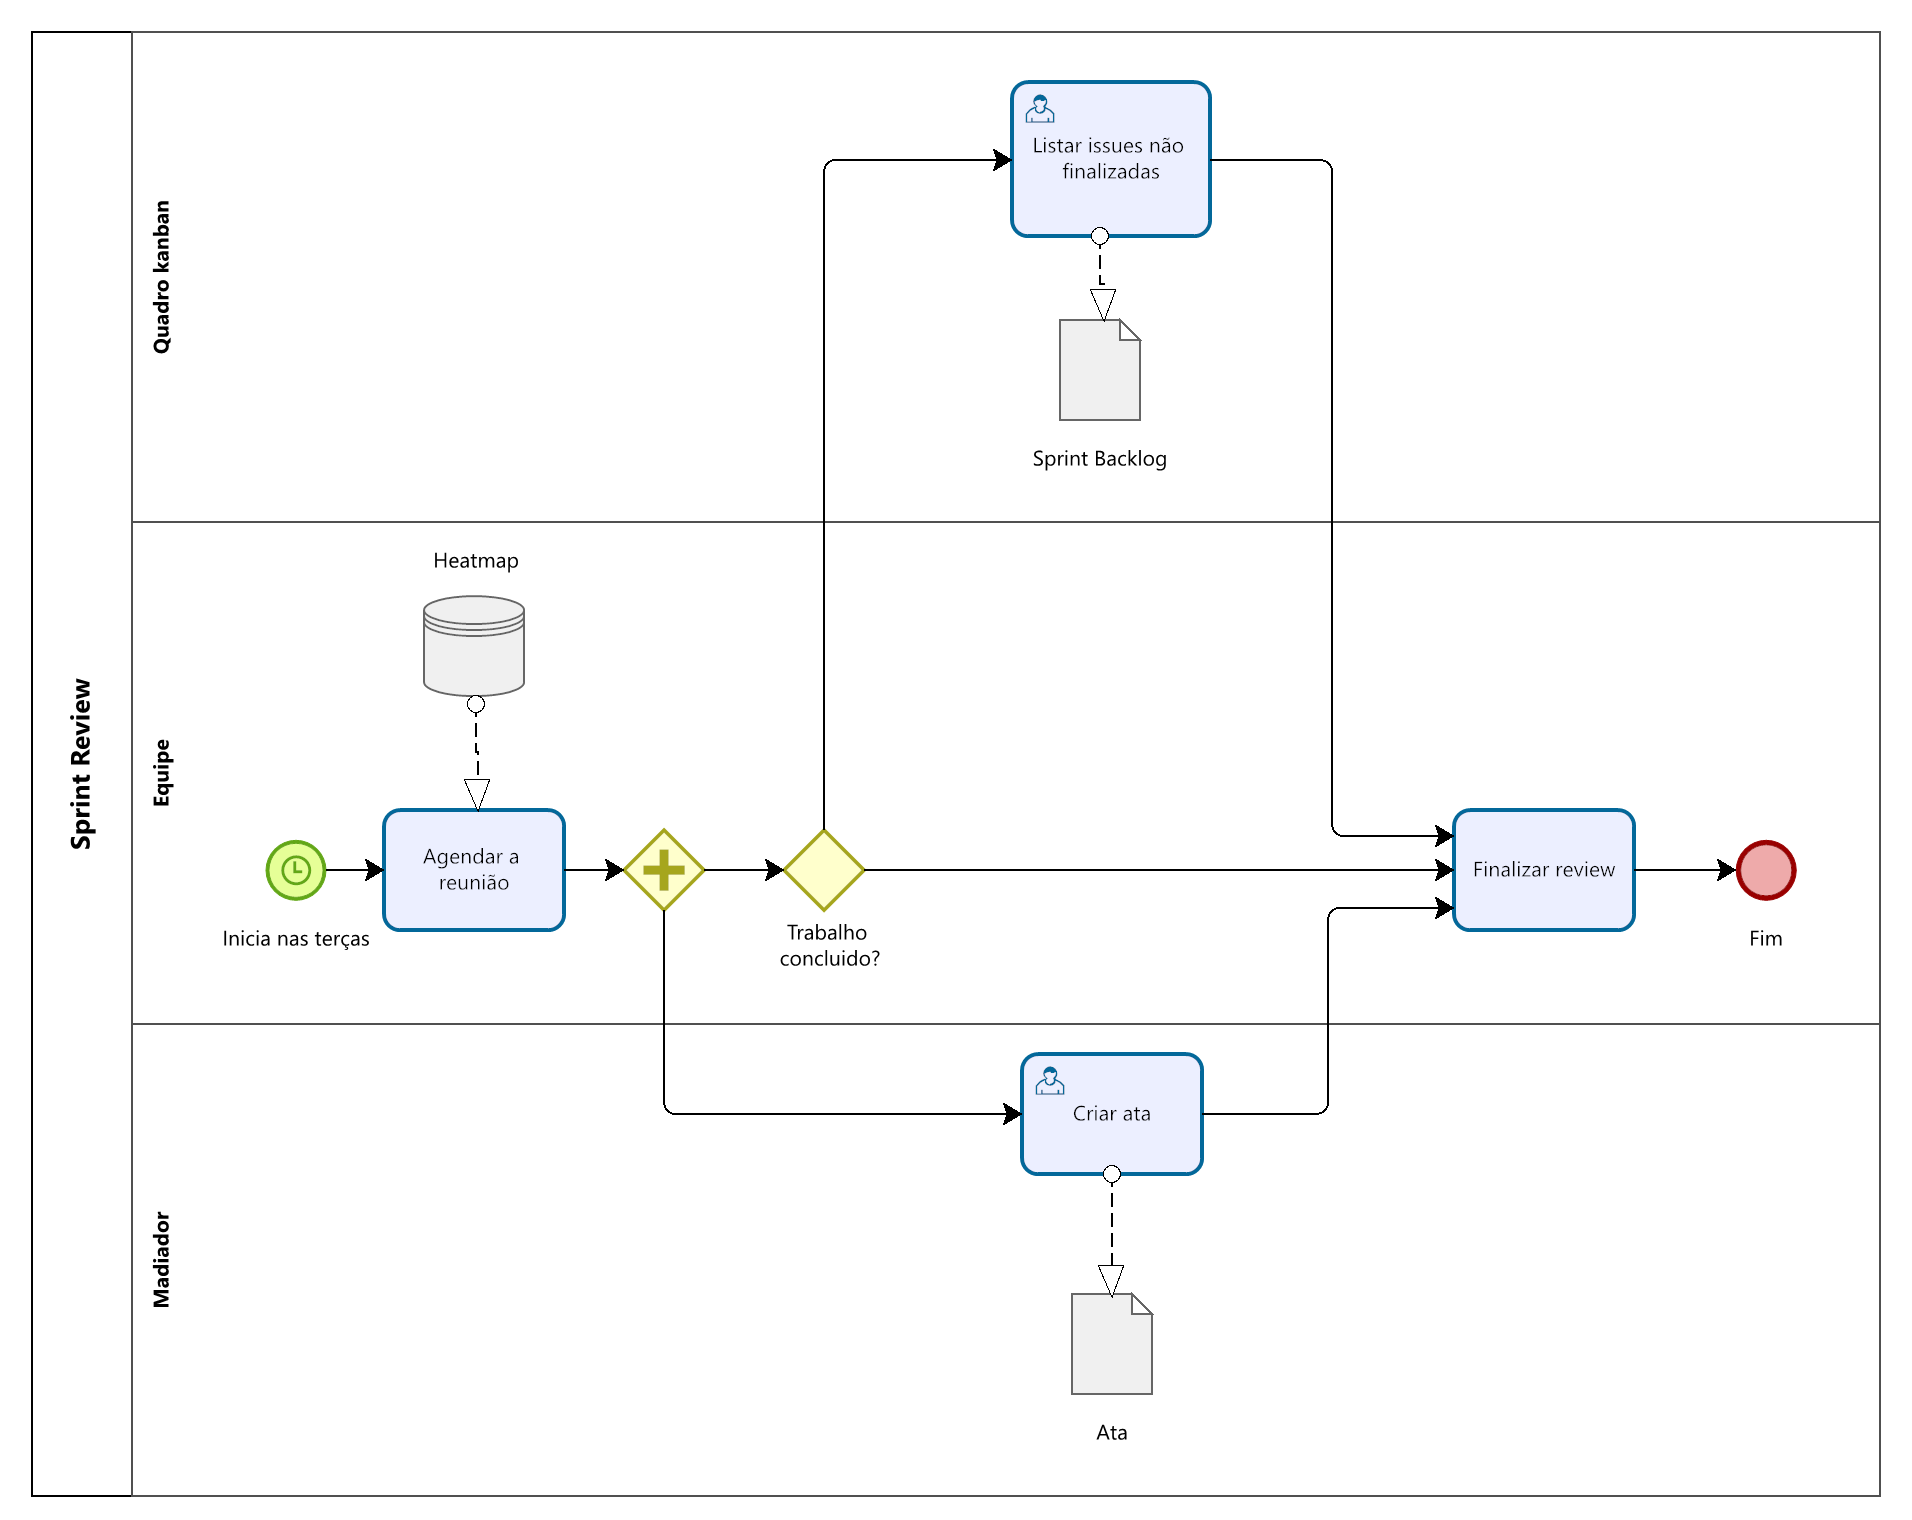 Sprint Review
Quadro kanban
Listar issues não
finalizadas
Sprint Backlog
Equipe
Heatmap
Inicia nas terças
Agendar a
reunião
Trabalho
concluido?
Finalizar review
Fim
Madiador
Criar ata
Ata